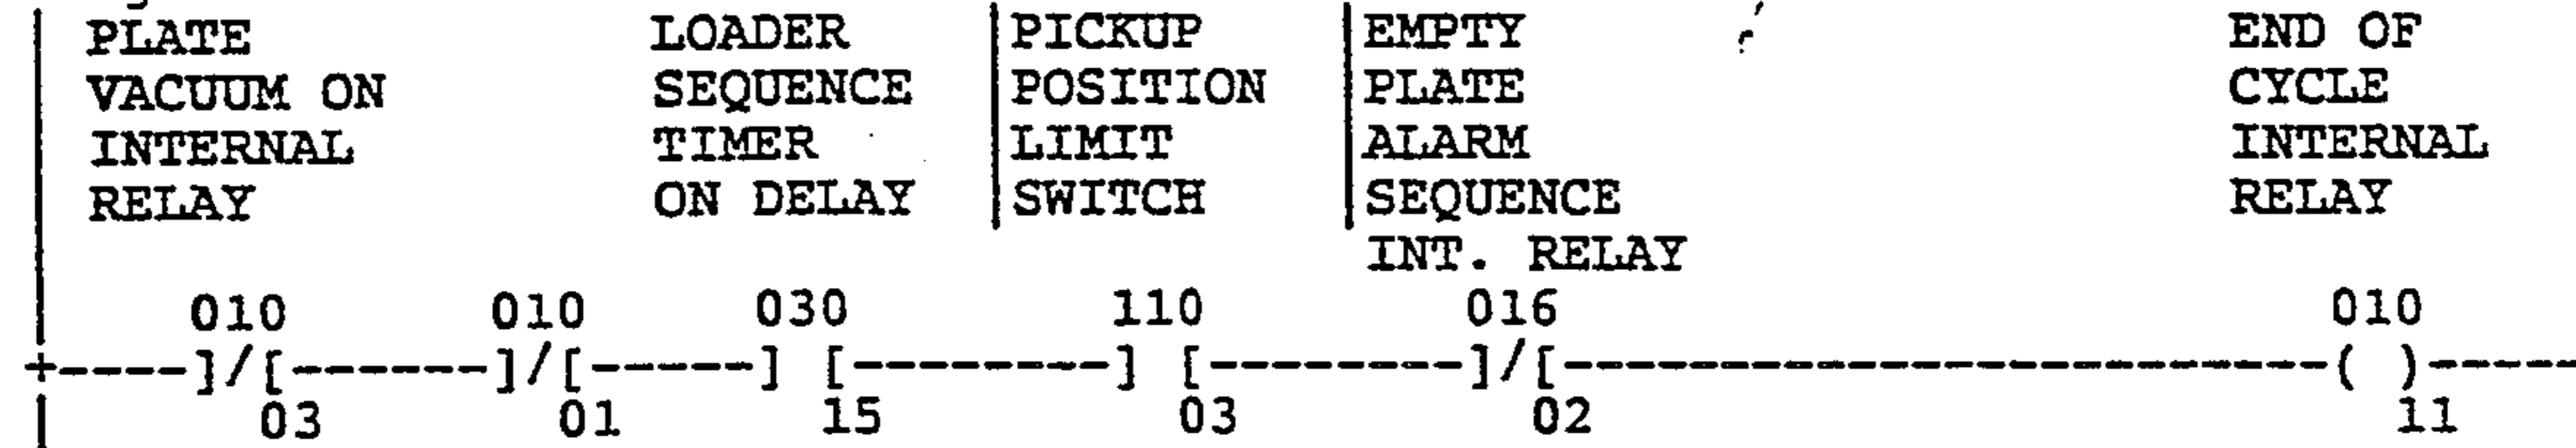 PLATE LOADER |PICKUP |EMPTY END OF
VACUUM ON SEQUENCE |POSITION |PLATE CYCLE
INTERNAL TIMER |LIMIT |ALARM INTERNAL
RELAY ON DELAY |SWITCH |SEQUENCE RELAY
INT. RELAY
010 010 030 110 016 010
+----]/[------]/[-----] [--------] [--------]/[------------------------( )-----
03 01 15 03 02 11